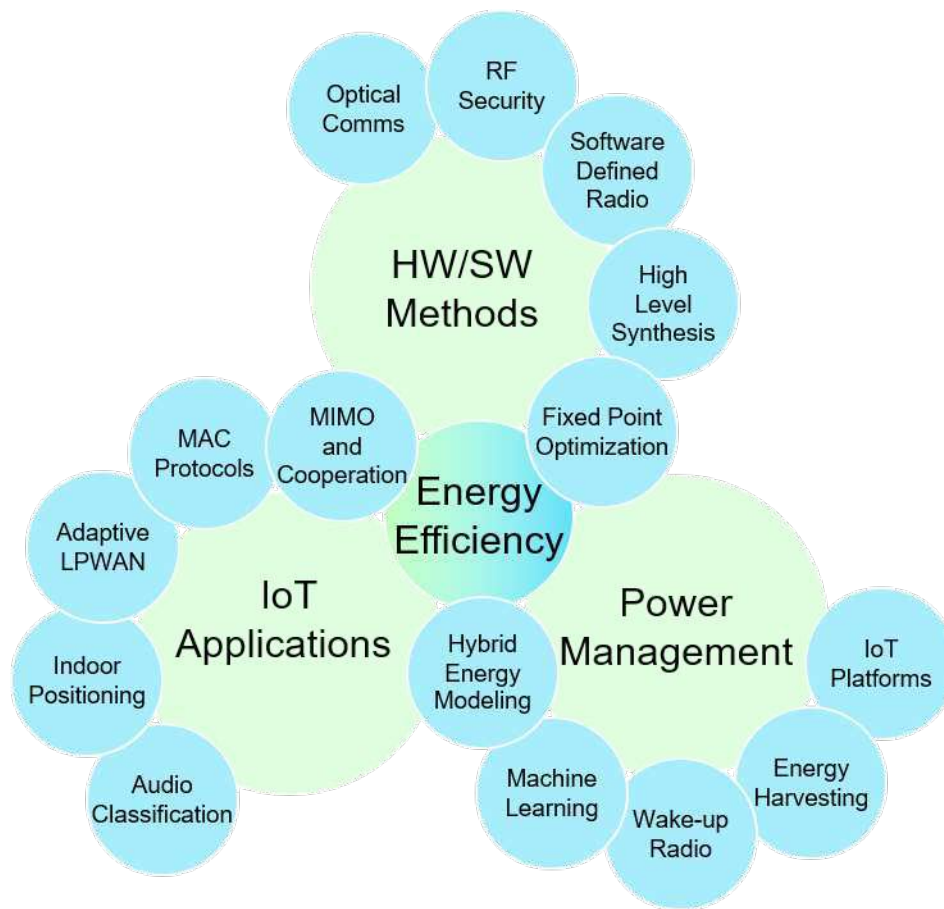 Optical
Comms
RF
Security
Software
Defined
Radio
HW/SW
Methods
High
Level
Synthesis
MAC
Protocols
MIMO
and
Cooperation
Fixed Point
Optimization
Energy
Efficiency
Adaptive
LPWAN
IoT
Applications
Power
Management
Indoor
Positioning
Hybrid
Energy
Modeling
IoT
Platforms
Audio
Classification
Machine
Learning
Wake-up
Radio
Energy
Harvesting